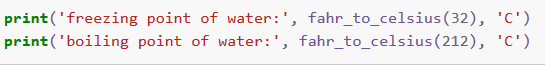 print('freezing point of water:', fahr_to_celsius(32), 'C')
print('boiling point of water:', fahr_to_celsius(212), 'C')